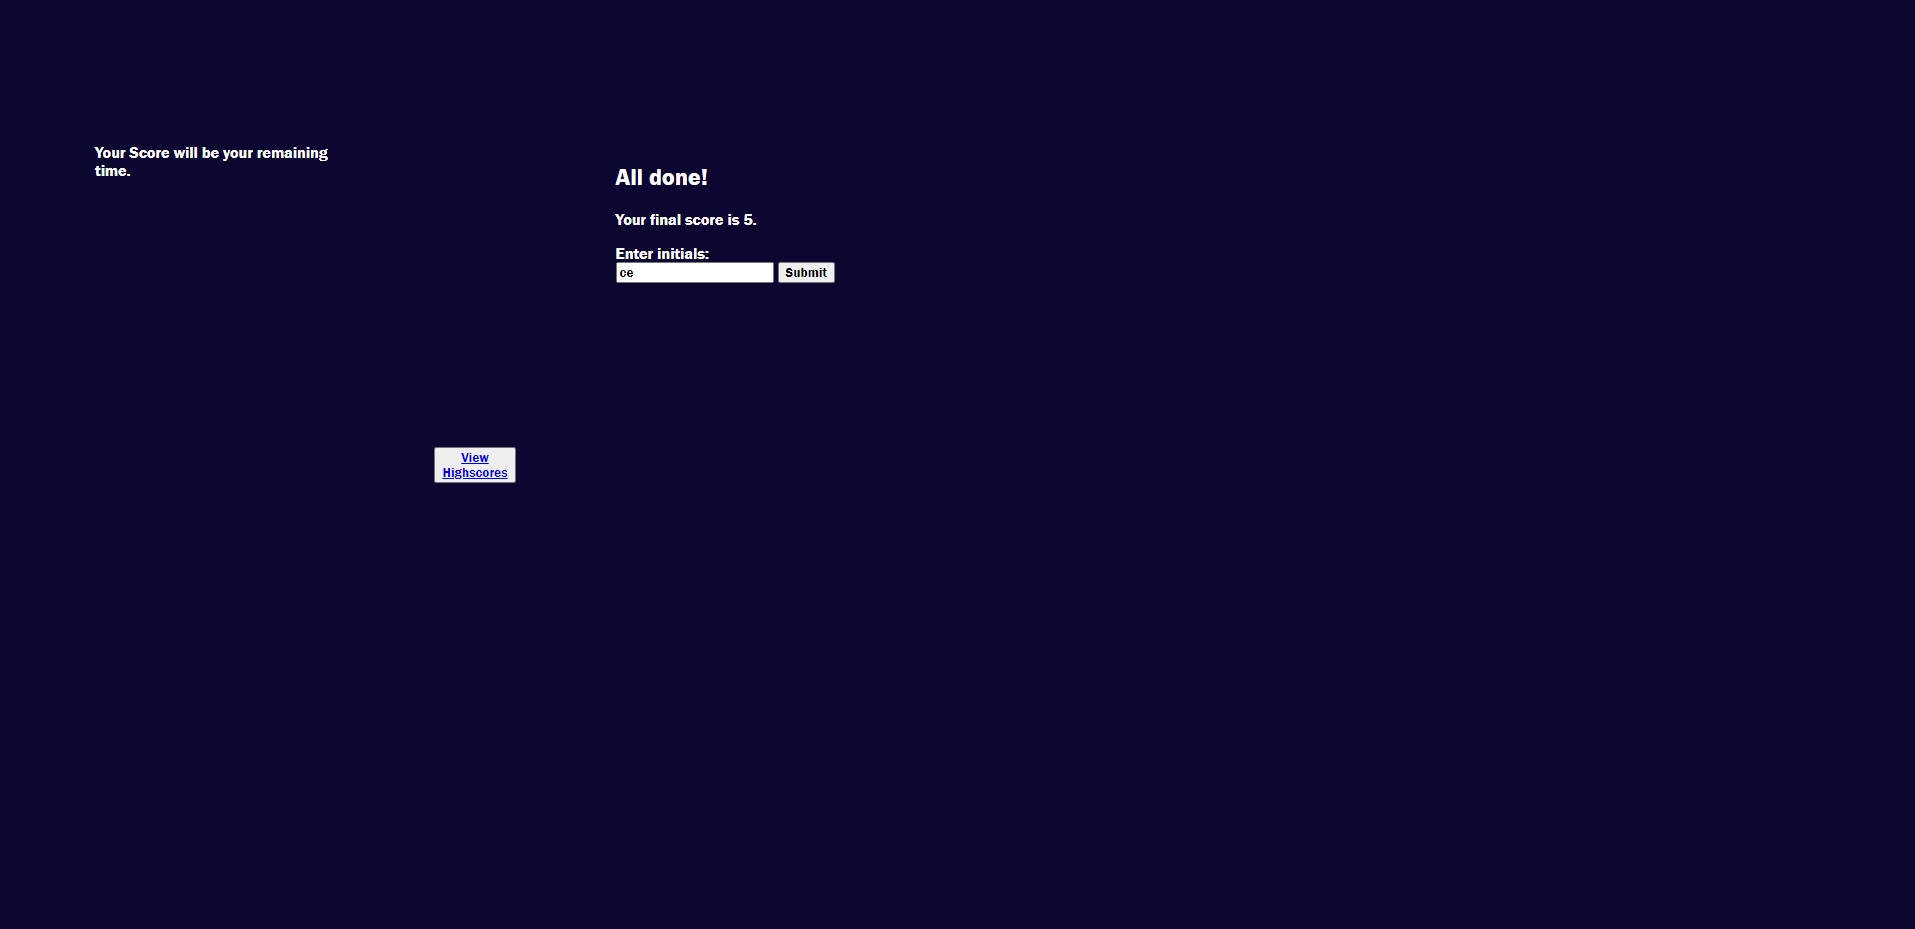 Your Score will be your remaining
time.
All done!
Your final score is 5.
Enter initials:
ce Submit
View
Highscores